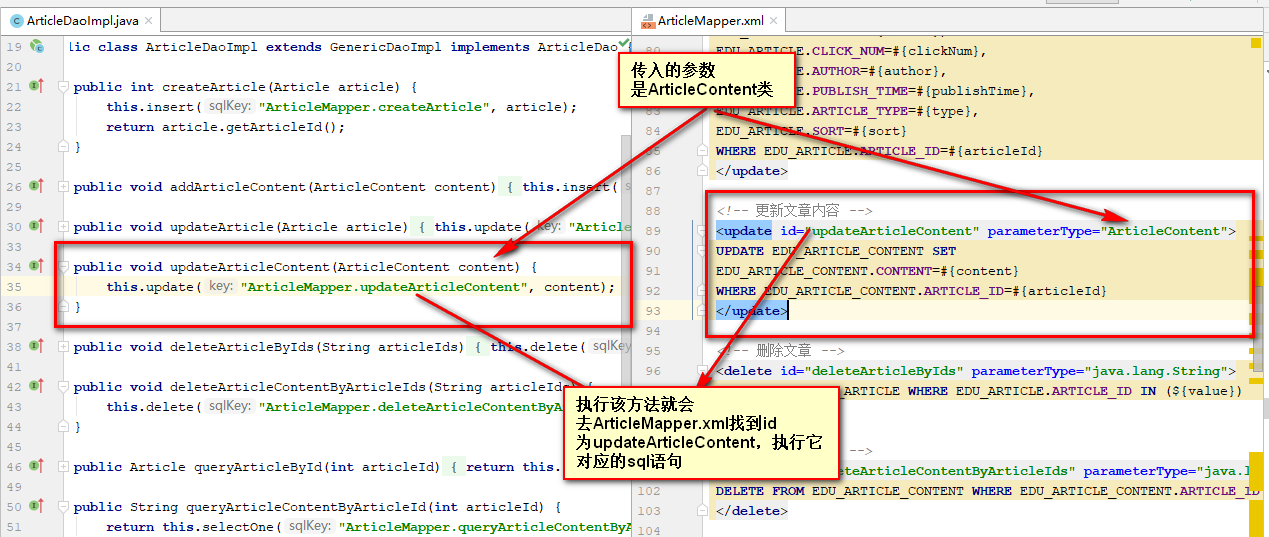 ArticleDaoImpl.java
19 lic class ArticleDaoImpl extends GenericDaoImpl implements ArticleDao {
20
21 public int createArticle(Article article) {
22 this.insert( sqlKey: "ArticleMapper.createArticle", article);
23 return article.getArticleId();
24 }
25
26 public void addArticleContent(ArticleContent content) { this.insert(
29
30 public void updateArticle(Article article) { this.update( key: "Article
33
34 public void updateArticleContent(ArticleContent content) {
35 this.update( key: "ArticleMapper.updateArticleContent", content);
36 }
37
38 public void deleteArticleByIds(String articleIds) { this.delete( sqlKey
41
42 public void deleteArticleContentByArticleIds(String articleIds) {
43 this.delete( sqlKey: "ArticleMapper.deleteArticleContentByA
44 }
45
46 public Article queryArticleById(int articleId) { return this.
49
50 public String queryArticleContentByArticleId(int articleId) {
51 return this.selectOne( sqlKey: "ArticleMapper.queryArticleContentByA
ArticleMapper.xml
80
EDU_ARTICLE.CLICK_NUM=#{clickNum},
.AUTHOR=#{author},
.PUBLISH_TIME=#{publishTime},
83 EDU_ARTICLE.ARTICLE_TYPE=#{type},
84 EDU_ARTICLE.SORT=#{sort}
85 WHERE EDU_ARTICLE.ARTICLE_ID=#{articleId}
86 </update>
87
88 <!-- 更新文章内容 -->
89 <update id="updateArticleContent" parameterType="ArticleContent">
90 UPDATE EDU_ARTICLE_CONTENT SET
91 EDU_ARTICLE_CONTENT.CONTENT=#{content}
92 WHERE EDU_ARTICLE_CONTENT.ARTICLE_ID=#{articleId}
93 </update>
94
95 <!-- 删除文章 -->
96 <delete id="deleteArticleByIds" parameterType="java.lang.String">
_ARTICLE WHERE EDU_ARTICLE.ARTICLE_ID IN (${value})
-->
eleteArticleContentByArticleIds" parameterType="java.l
102 DELETE FROM EDU_ARTICLE_CONTENT WHERE EDU_ARTICLE_CONTENT.ARTICLE_ID
103 </delete>
104
传入的参数
是ArticleContent类
执行该方法就会
去ArticleMapper.xml找到id
为updateArticleContent，执行它
对应的sql语句